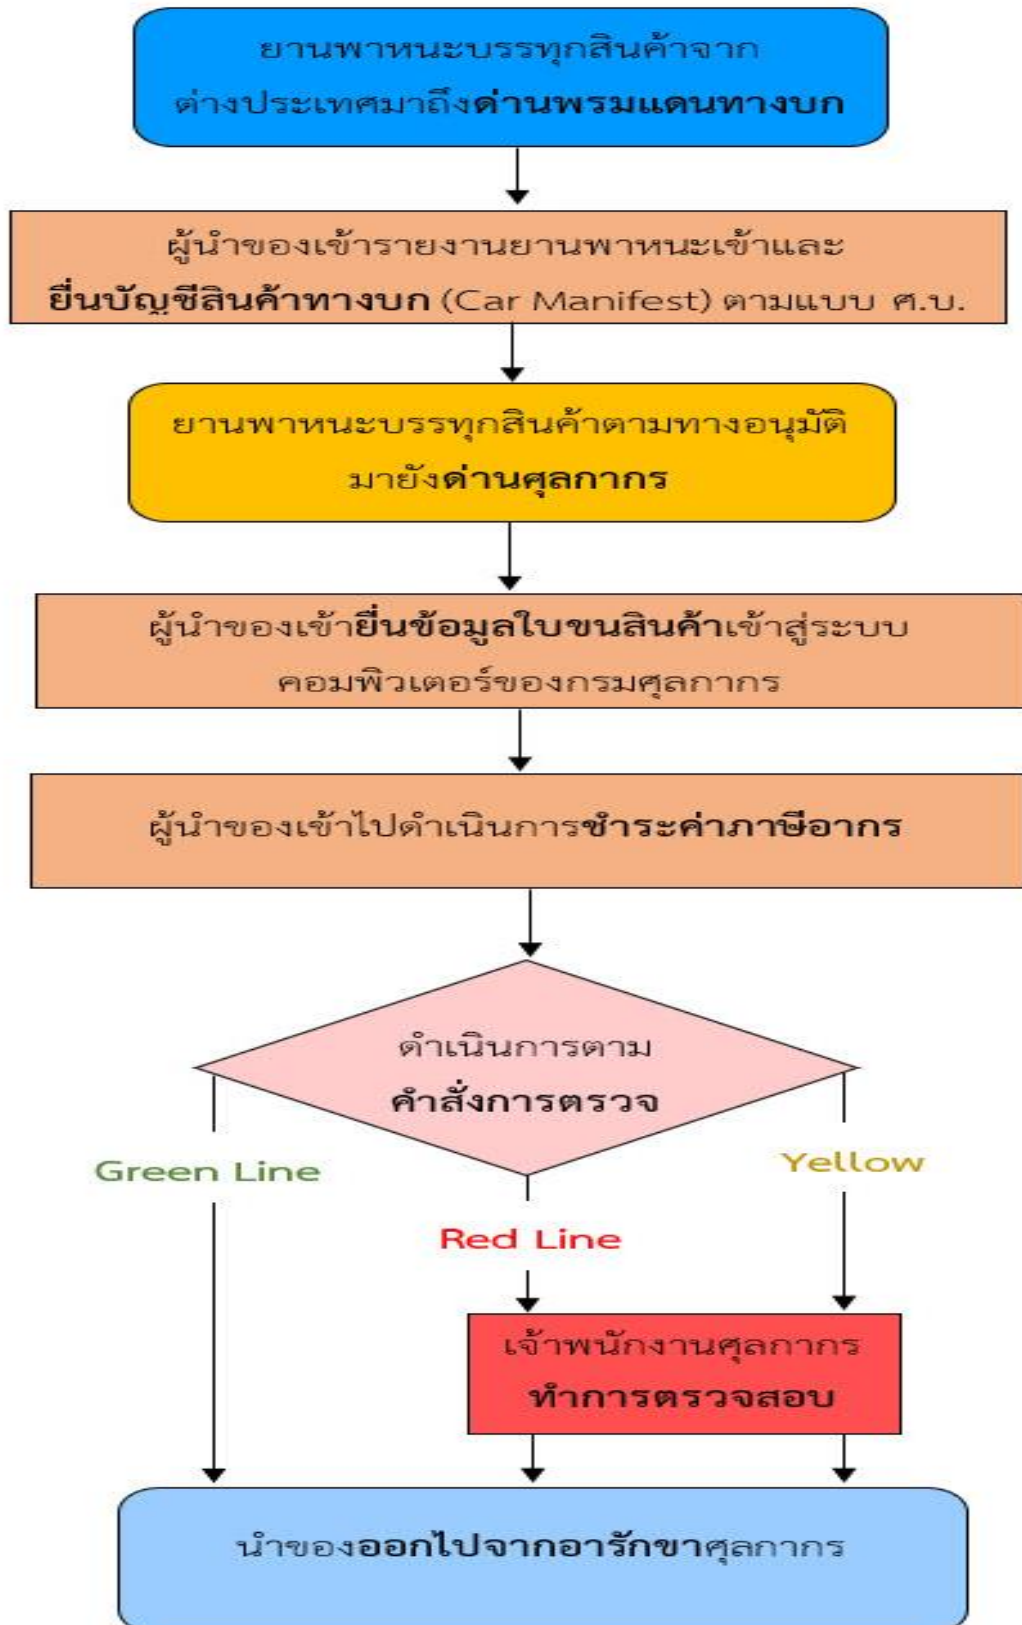 ยานพาหนะบรรทุกสินค้าจาก
ต่างประเทศมาถึงด่านพรมแดนทางบก
ผู้นำของเข้ารายงานยานพาหนะเข้าและ
ยื่นบัญชีสินค้าทางบก (Car Manifest) ตามแบบ ศ.บ.
ยานพาหนะบรรทุกสินค้าตามทางอนุมัติ
มายังด่านศุลกากร
ผู้นำของเข้ายื่นข้อมูลใบขนสินค้าเข้าสู่ระบบ
คอมพิวเตอร์ของกรมศุลกากร
ผู้นำของเข้าไปดำเนินการชำระค่าภาษีอากร
ดำเนินการตาม
คำสั่งการตรวจ
Green Line
Yellow
Red Line
เจ้าพนักงานศุลกากร
ทำการตรวจสอบ
นำของออกไปจากอารักขาศุลกากร